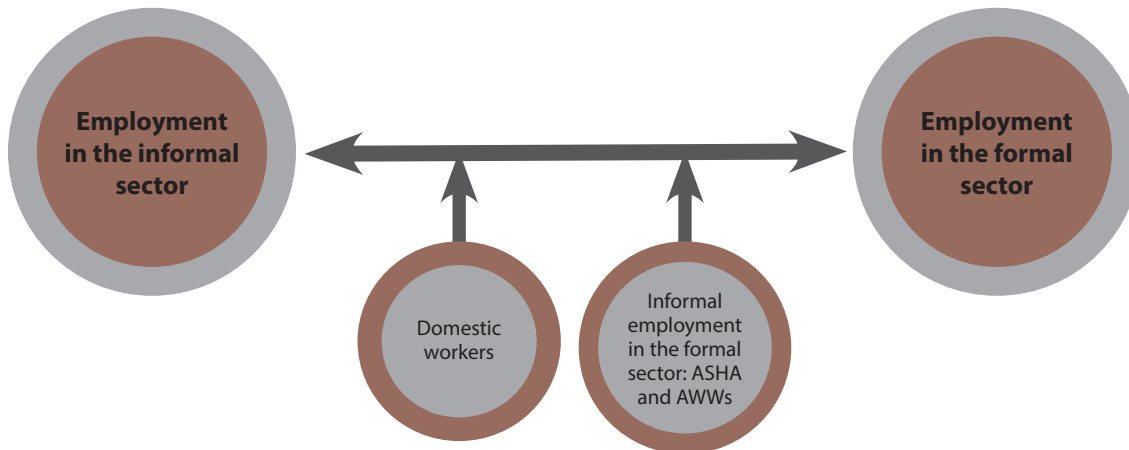 Employment
in the informal
sector
Employment
in the formal
sector
Domestic
workers
Informal
employment
in the formal
sector: ASHA
and AWWs